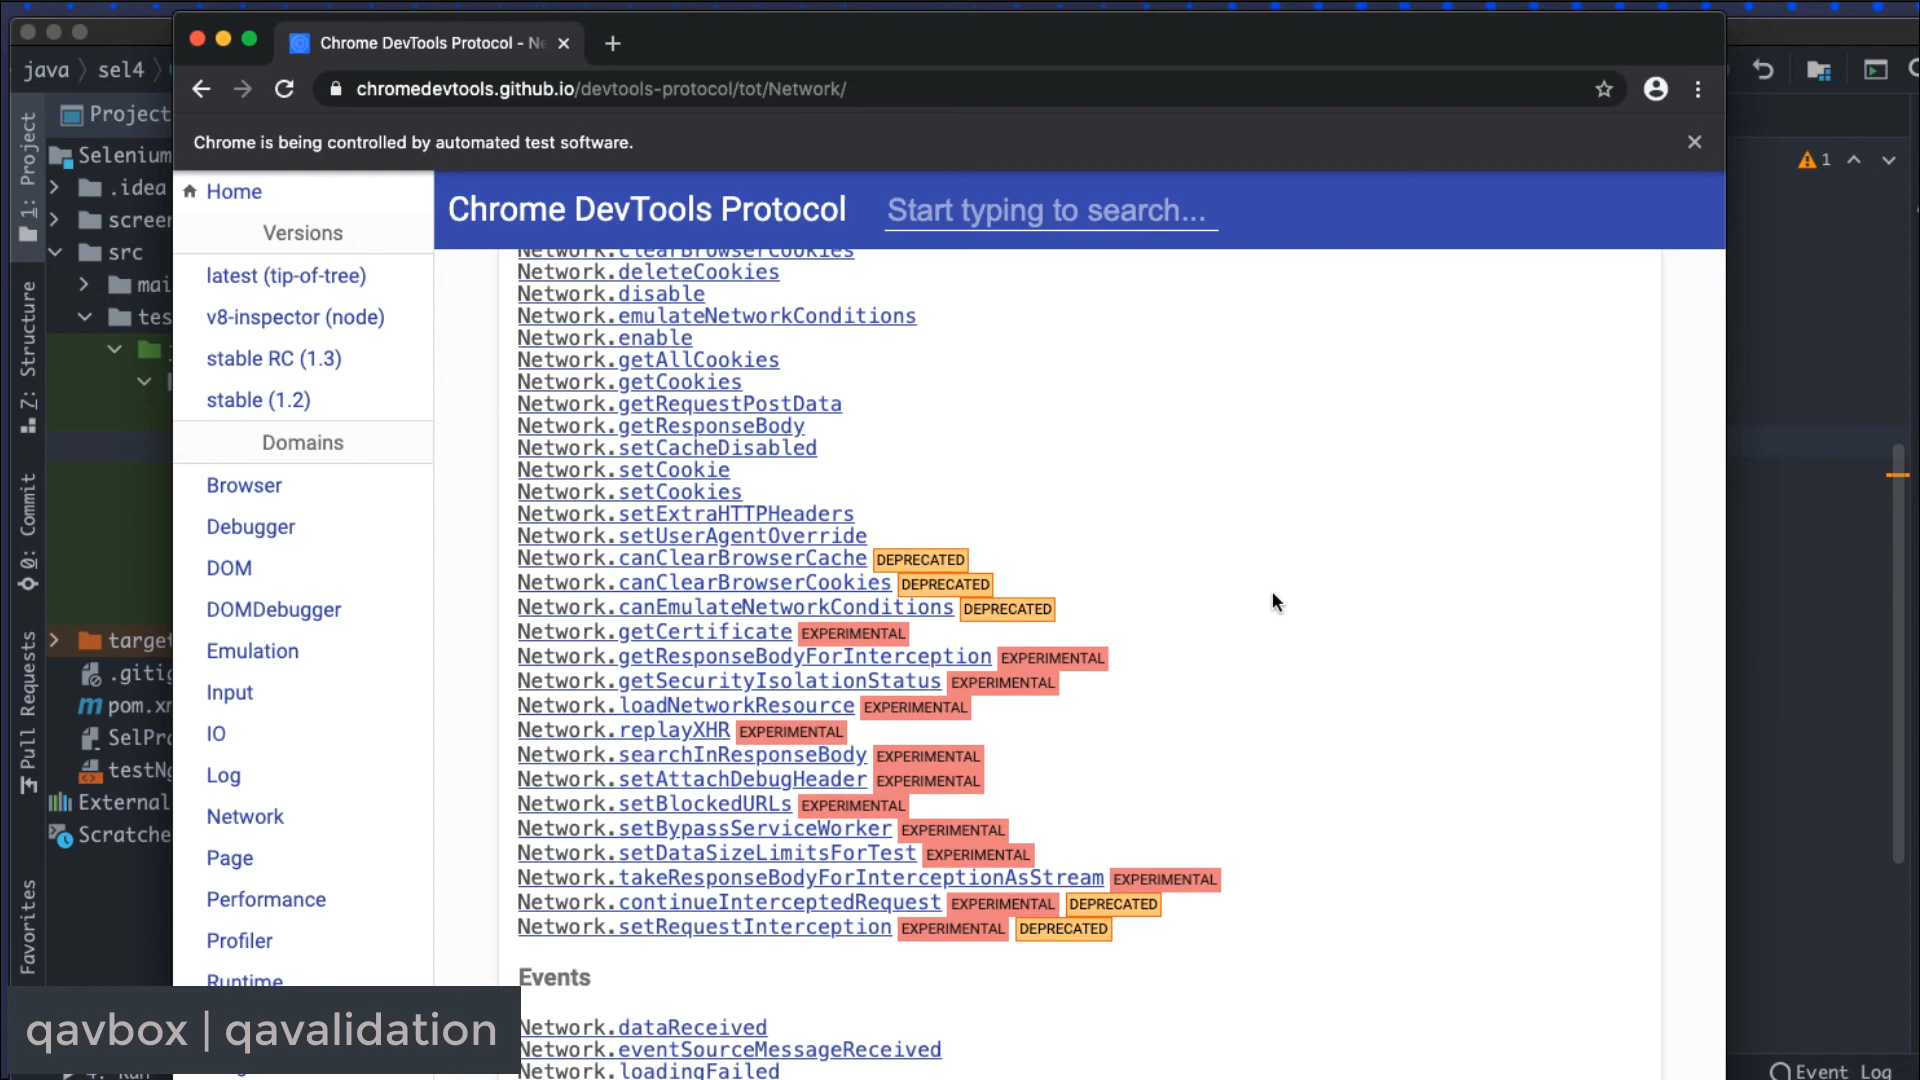 java
sel4
Chrome DevTools Protocol - Ne
chromedevtools.github.io/devtools-protocol/tot/Network/
Chrome is being controlled by automated test software.
1
1: Project
Z: Structure
0: Commit
Pull Requests
Favorites
Project
Selenium
.idea
screen
src
mai
tes
target
.gitig
pom.xm
SelPro
testNg
External
Scratche
Home
Versions
latest (tip-of-tree)
v8-inspector (node)
stable RC (1.3)
stable (1.2)
Domains
Browser
Debugger
DOM
DOMDebugger
Emulation
Input
IO
Log
Network
Page
Performance
Profiler
Runtime
Chrome DevTools Protocol
Start typing to search...
Network.clearBrowserCookies
Network.deleteCookies
Network.disable
Network.emulateNetworkConditions
Network.enable
Network.getAllCookies
Network.getCookies
Network.getRequestPostData
Network.getResponseBody
Network.setCacheDisabled
Network.setCookie
Network.setCookies
Network.setExtraHTTPHeaders
Network.setUserAgentOverride
Network.canClearBrowserCache DEPRECATED
Network.canClearBrowserCookies DEPRECATED
Network.canEmulateNetworkConditions DEPRECATED
Network.getCertificate EXPERIMENTAL
Network.getResponseBodyForInterception EXPERIMENTAL
Network.getSecurityIsolationStatus EXPERIMENTAL
Network.loadNetworkResource EXPERIMENTAL
Network.replayXHR EXPERIMENTAL
Network.searchInResponseBody EXPERIMENTAL
Network.setAttachDebugHeader EXPERIMENTAL
Network.setBlockedURLs EXPERIMENTAL
Network.setBypassServiceWorker EXPERIMENTAL
Network.setDataSizeLimitsForTest EXPERIMENTAL
Network.takeResponseBodyForInterceptionAsStream EXPERIMENTAL
Network.continueInterceptedRequest EXPERIMENTAL DEPRECATED
Network.setRequestInterception EXPERIMENTAL DEPRECATED
Events
Network.dataReceived
Network.eventSourceMessageReceived
Network.loadingFailed
qavbox | qavalidation
Event Log